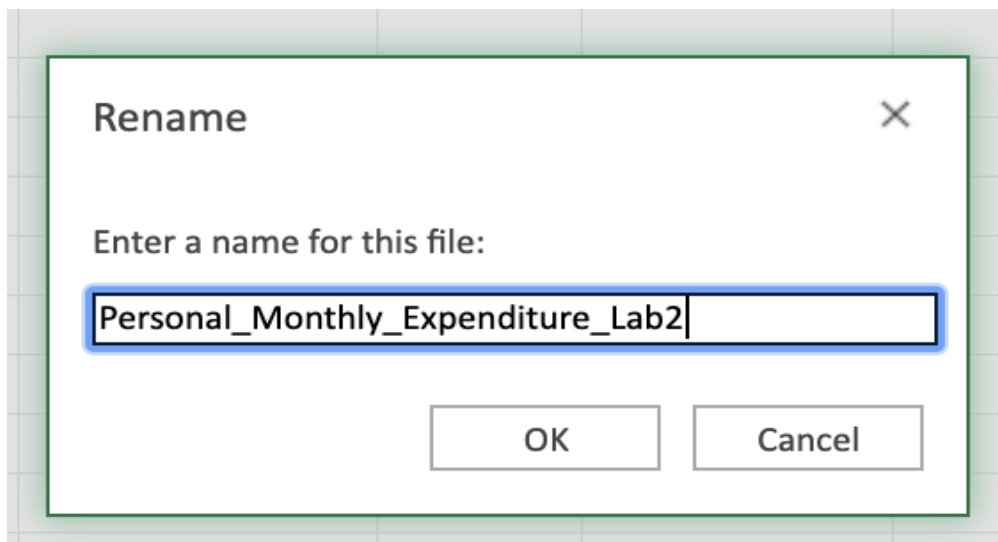 Rename
Enter a name for this file:
Personal_Monthly_Expenditure_Lab2
OK Cancel